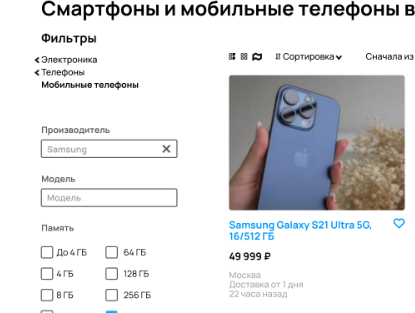 Смартфоны и мобильные телефоны в
Фильтры
Электроника
Телефоны
Мобильные телефоны
Производитель
Samsung
Модель
Модель
Память
До 4 ГБ
64 ГБ
4 ГБ
128 ГБ
8 ГБ
256 ГБ
Сортировка
Сначала из
Samsung Galaxy S21 Ultra 5G,
16/512 ГБ
49 999 ₽
Москва
Доставка от 1 дня
22 часа назад